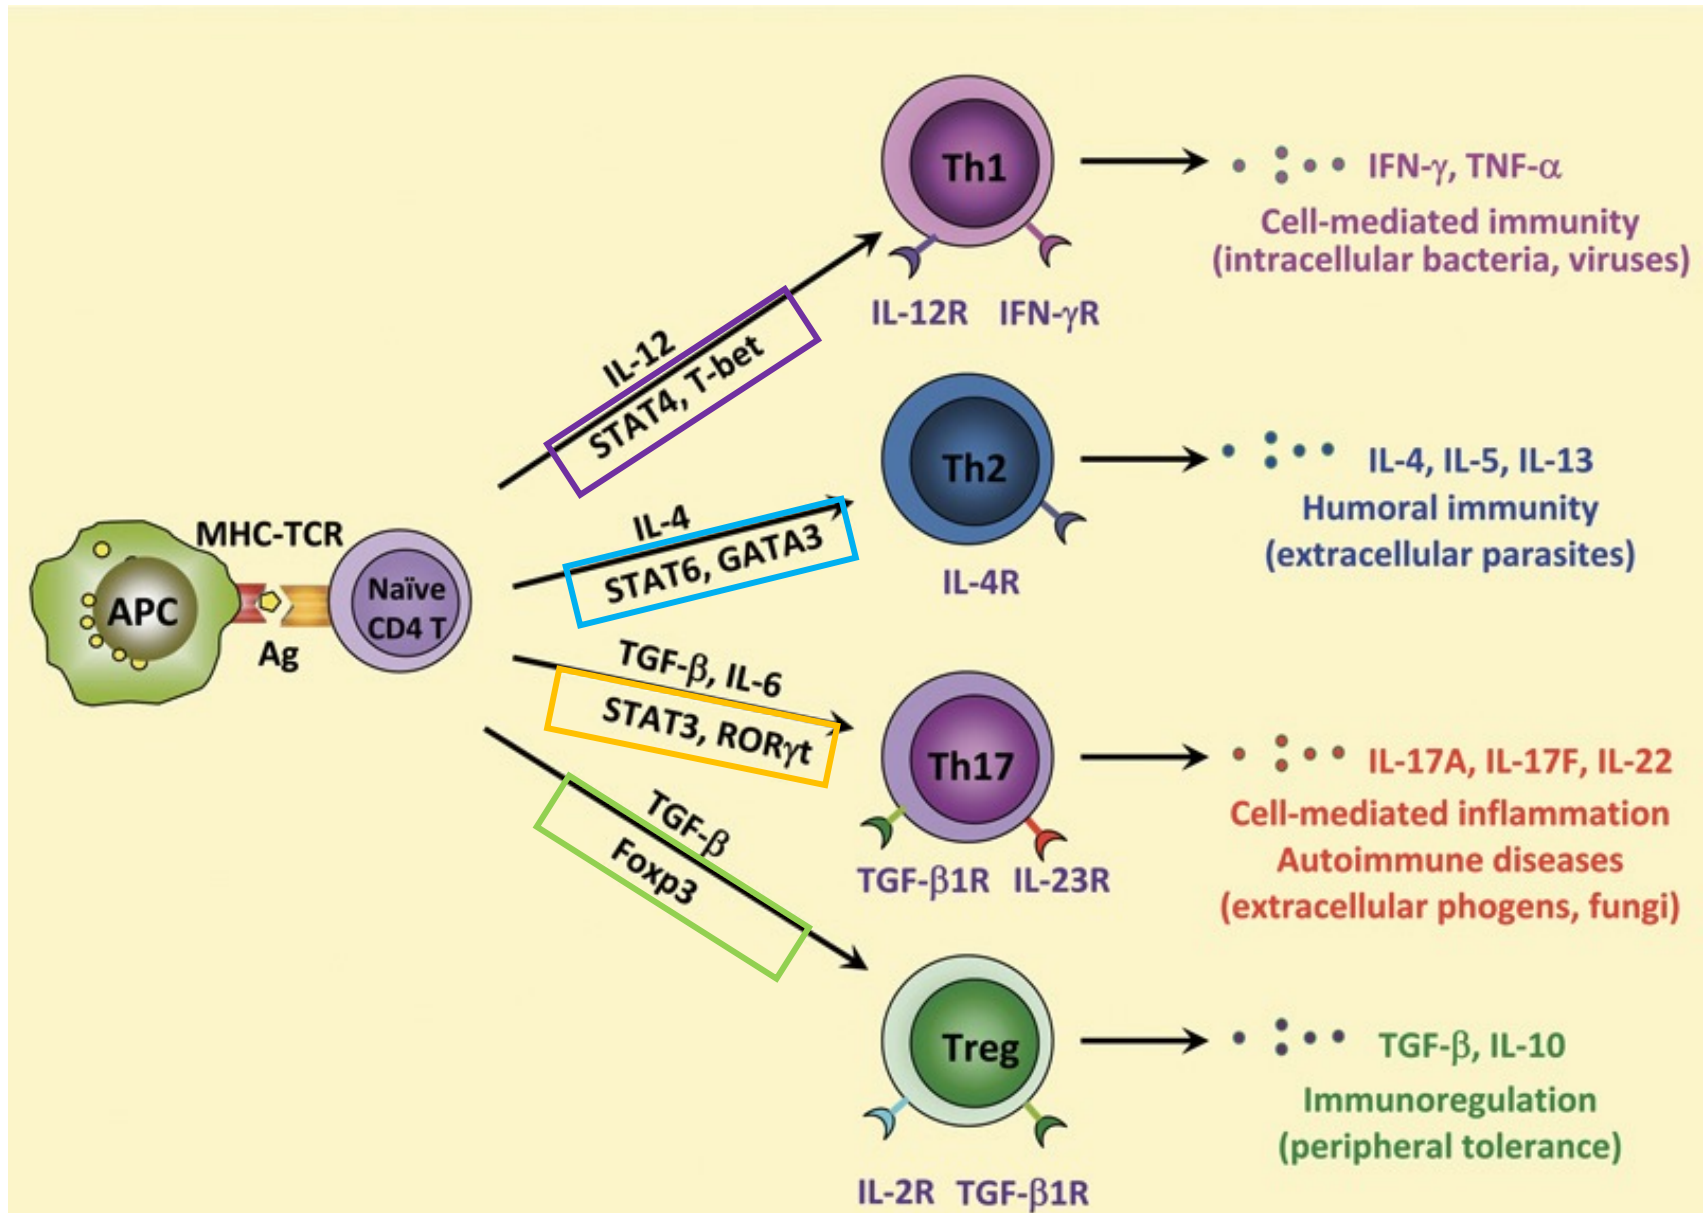 MHC-TCR
APC
Ag
Naïve
CD4 T
IL-12
STAT4, T-bet
Th1
IL-12R IFN-γR
IFN-γ, TNF-α
Cell-mediated immunity
(intracellular bacteria, viruses)
IL-4
STAT6, GATA3
Th2
IL-4R
IL-4, IL-5, IL-13
Humoral immunity
(extracellular parasites)
TGF-β, IL-6
STAT3, RORγt
Th17
TGF-β1R IL-23R
IL-17A, IL-17F, IL-22
Cell-mediated inflammation
Autoimmune diseases
(extracellular phogens, fungi)
TGF-β
Foxp3
Treg
IL-2R TGF-β1R
TGF-β, IL-10
Immunoregulation
(peripheral tolerance)